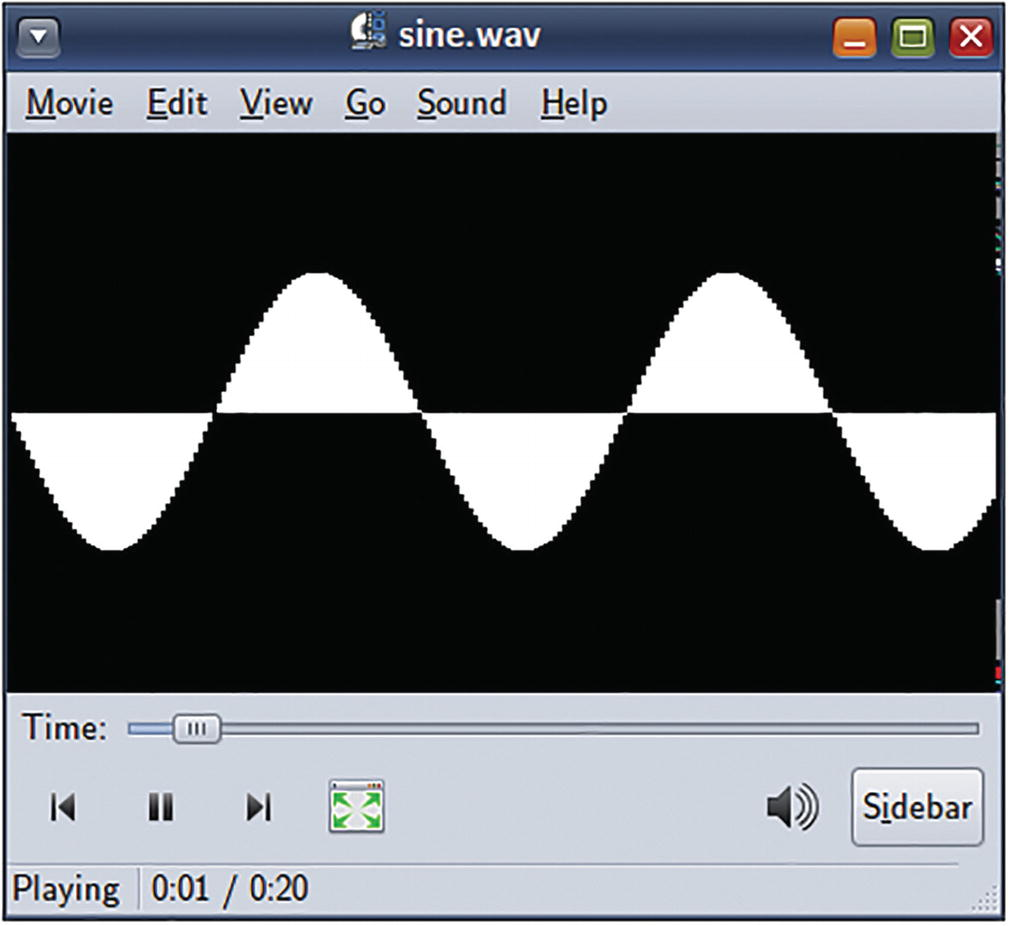 sine.wav
Movie Edit View Go Sound Help
Time:
Sidebar
Playing 0:01 / 0:20